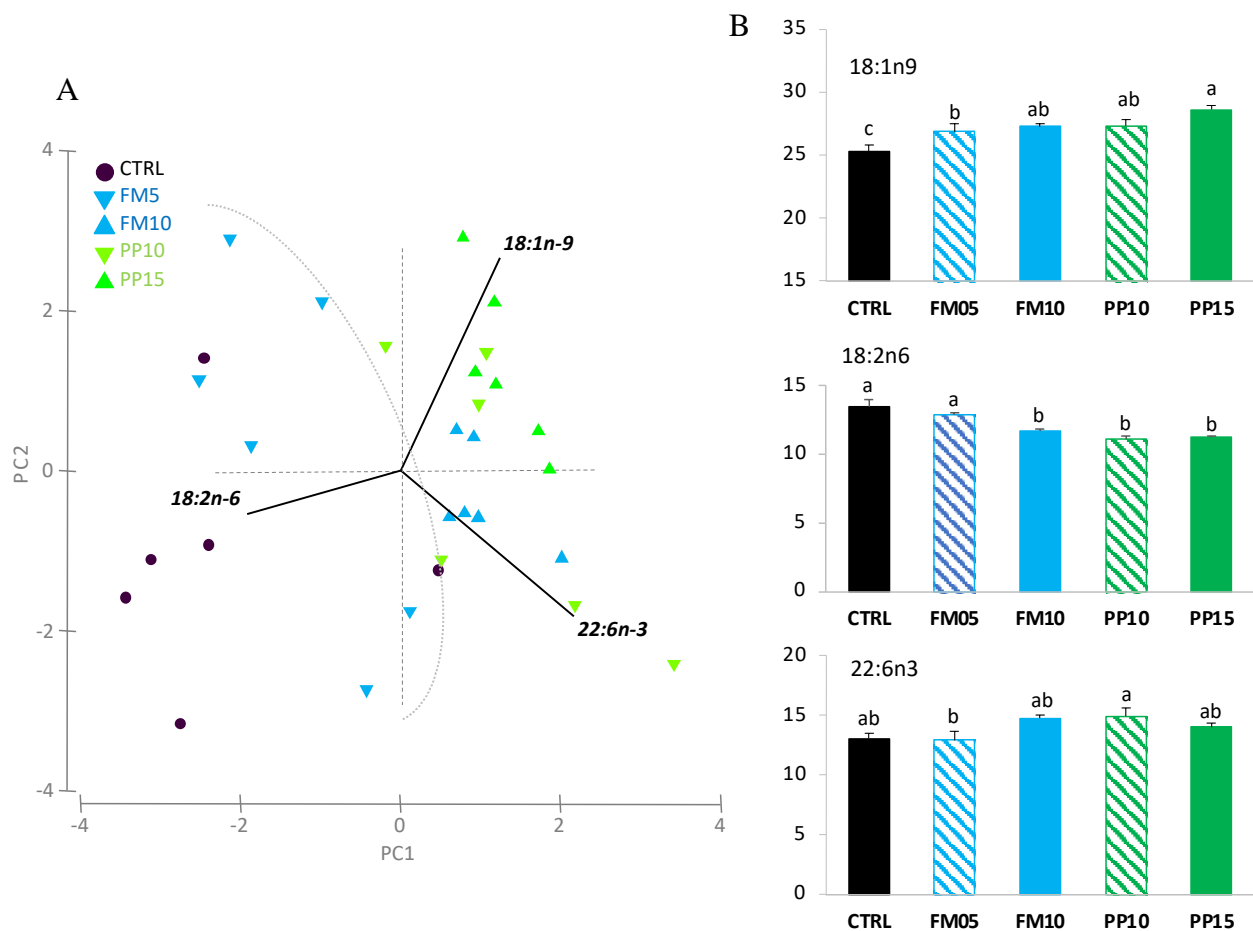 A
4
2
0
-2
-4
PC2
-4
-2
0
2
4
PC1
CTRL
FM5
FM10
PP10
PP15
18:1n-9
18:2n-6
22:6n-3
B
35
30
25
20
15
18:1n9
c
b
ab
ab
a
CTRL FM05 FM10 PP10 PP15
18:2n6
15
10
5
0
a
a
b
b
b
CTRL FM05 FM10 PP10 PP15
22:6n3
20
15
10
5
0
ab
b
ab
a
ab
CTRL FM05 FM10 PP10 PP15